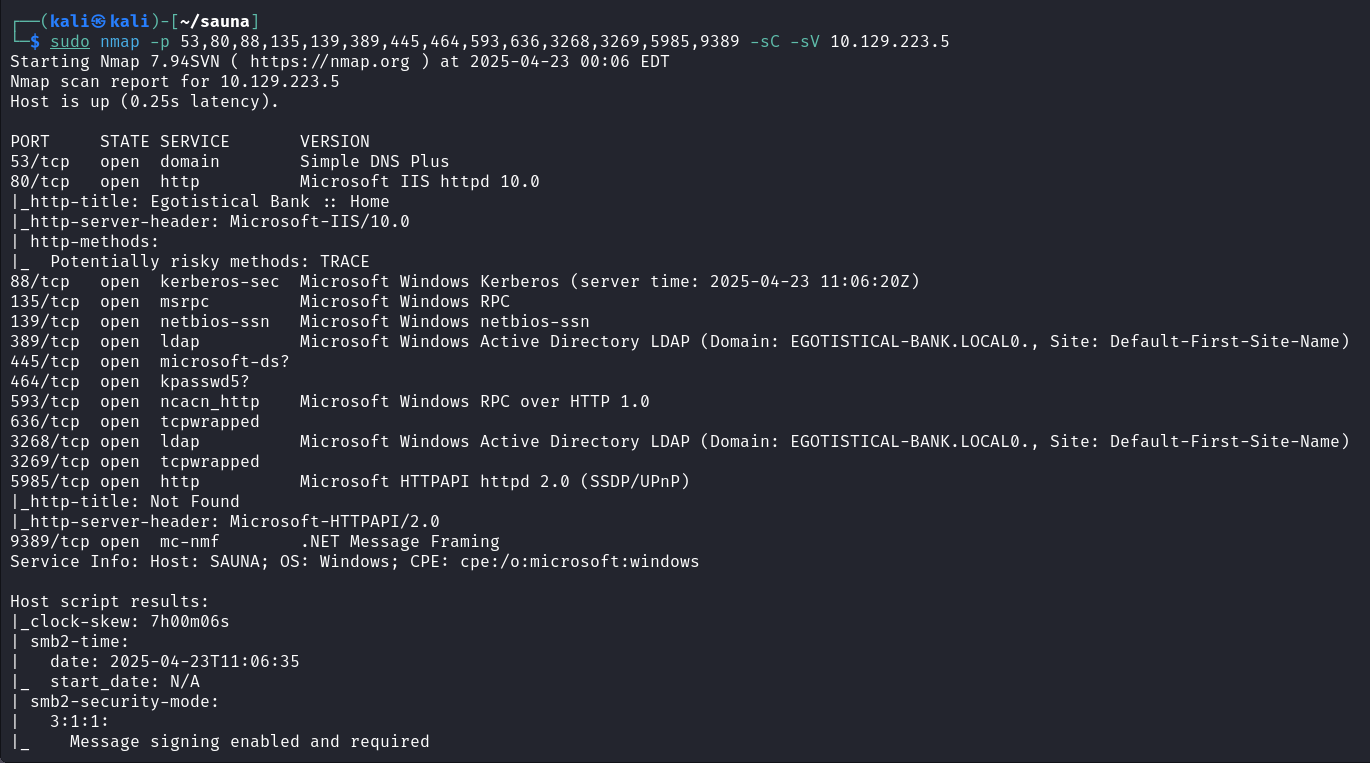 ┌──(kali㉿kali)-[~/sauna]
└─$ sudo nmap -p 53,80,88,135,139,389,445,464,593,636,3268,3269,5985,9389 -sC -sV 10.129.223.5
Starting Nmap 7.94SVN ( https://nmap.org ) at 2025-04-23 00:06 EDT
Nmap scan report for 10.129.223.5
Host is up (0.25s latency).

PORT     STATE SERVICE       VERSION
53/tcp   open  domain        Simple DNS Plus
80/tcp   open  http          Microsoft IIS httpd 10.0
|_http-title: Egotistical Bank :: Home
|_http-server-header: Microsoft-IIS/10.0
| http-methods:
|_  Potentially risky methods: TRACE
88/tcp   open  kerberos-sec  Microsoft Windows Kerberos (server time: 2025-04-23 11:06:20Z)
135/tcp  open  msrpc         Microsoft Windows RPC
139/tcp  open  netbios-ssn   Microsoft Windows netbios-ssn
389/tcp  open  ldap          Microsoft Windows Active Directory LDAP (Domain: EGOTISTICAL-BANK.LOCAL0., Site: Default-First-Site-Name)
445/tcp  open  microsoft-ds?
464/tcp  open  kpasswd5?
593/tcp  open  ncacn_http    Microsoft Windows RPC over HTTP 1.0
636/tcp  open  tcpwrapped
3268/tcp open  ldap          Microsoft Windows Active Directory LDAP (Domain: EGOTISTICAL-BANK.LOCAL0., Site: Default-First-Site-Name)
3269/tcp open  tcpwrapped
5985/tcp open  http          Microsoft HTTPAPI httpd 2.0 (SSDP/UPnP)
|_http-title: Not Found
|_http-server-header: Microsoft-HTTPAPI/2.0
9389/tcp open  mc-nmf        .NET Message Framing
Service Info: Host: SAUNA; OS: Windows; CPE: cpe:/o:microsoft:windows

Host script results:
|_clock-skew: 7h00m06s
| smb2-time:
|   date: 2025-04-23T11:06:35
|_  start_date: N/A
| smb2-security-mode:
|   3:1:1:
|_    Message signing enabled and required